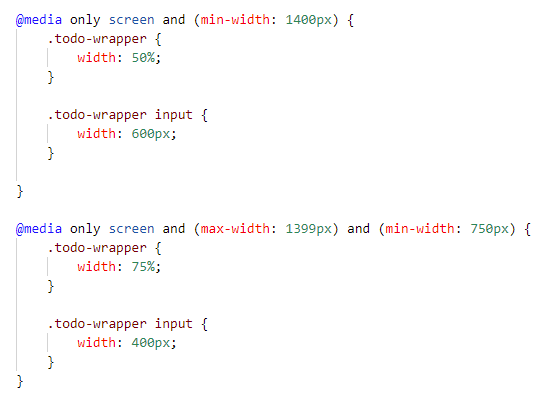 @media only screen and (min-width: 1400px) {
    .todo-wrapper {
        width: 50%;
    }

    .todo-wrapper input {
        width: 600px;
    }

}

@media only screen and (max-width: 1399px) and (min-width: 750px) {
    .todo-wrapper {
        width: 75%;
    }

    .todo-wrapper input {
        width: 400px;
    }
}